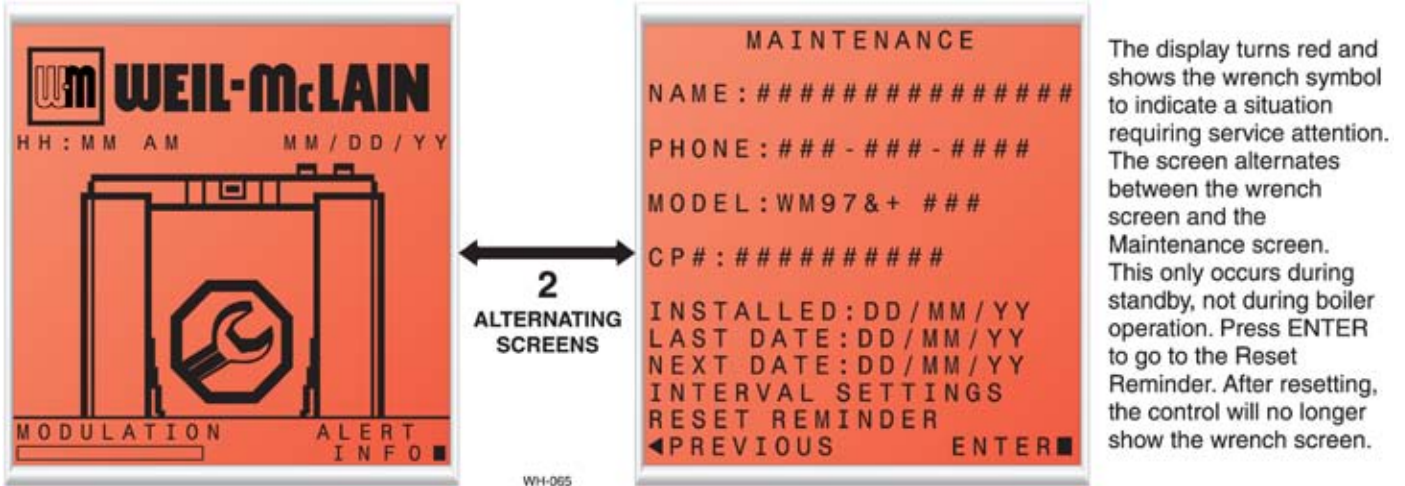 WM WEIL-McLAIN
HH:MM AM MM/DD/YY
MODULATION ALERT
INFO
2
ALTERNATING
SCREENS
WH-065
MAINTENANCE
NAME:###############
PHONE:###-###-####
MODEL:WM97&+ ###
CP#:##########
INSTALLED:DD/MM/YY
LAST DATE:DD/MM/YY
NEXT DATE:DD/MM/YY
INTERVAL SETTINGS
RESET REMINDER
◄PREVIOUS ENTER■
The display turns red and
shows the wrench symbol
to indicate a situation
requiring service attention.
The screen alternates
between the wrench
screen and the
Maintenance screen.
This only occurs during
standby, not during boiler
operation. Press ENTER
to go to the Reset
Reminder. After resetting,
the control will no longer
show the wrench screen.